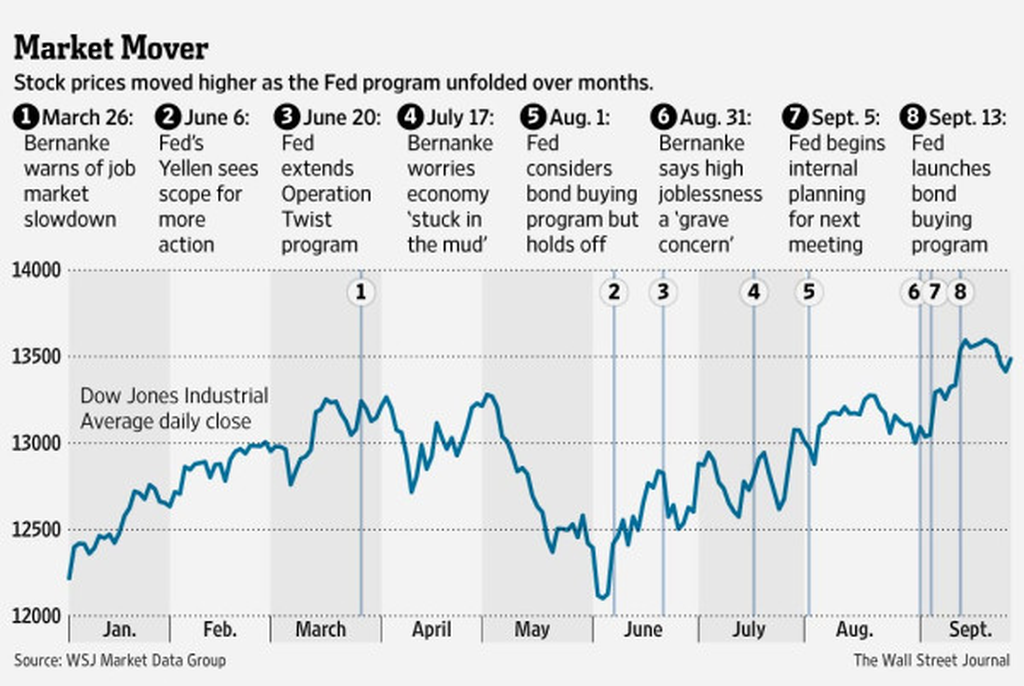 Market Mover
Stock prices moved higher as the Fed program unfolded over months.
1 March 26:
Bernanke
warns of job
market
slowdown
2 June 6:
Fed's
Yellen sees
scope for
more
action
3 June 20:
Fed
extends
Operation
Twist
program
4 July 17:
Bernanke
worries
economy
‘stuck in
the mud’
5 Aug. 1:
Fed
considers
bond buying
program but
holds off
6 Aug. 31:
Bernanke
says high
joblessness
a ‘grave
concern’
7 Sept. 5:
Fed begins
internal
planning
for next
meeting
8 Sept. 13:
Fed
launches
bond
buying
program
14000
1 2 3 4 5 6 7 8
13500
Dow Jones Industrial
Average daily close
13000
12500
12000
Jan. Feb. March April May June July Aug. Sept.
Source: WSJ Market Data Group
The Wall Street Journal